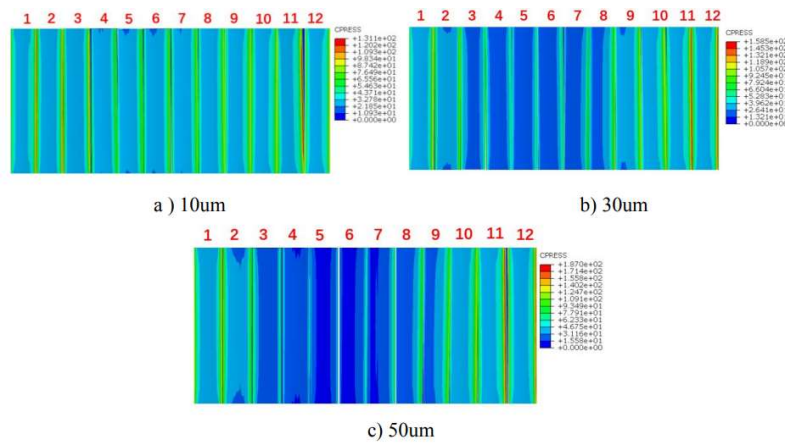 1 2 3 4 5 6 7 8 9 10 11 12
CPRESS
+1.311e+02
+1.202e+02
+1.093e+02
+9.834e+01
+8.742e+01
+7.649e+01
+6.556e+01
+5.463e+01
+4.371e+01
+3.278e+01
+2.185e+01
+1.093e+01
+0.000e+00
a ) 10um
1 2 3 4 5 6 7 8 9 10 11 12
CPRESS
+1.585e+02
+1.453e+02
+1.321e+02
+1.189e+02
+1.057e+02
+9.245e+01
+7.924e+01
+6.604e+01
+5.283e+01
+3.962e+01
+2.641e+01
+1.321e+01
+0.000e+00
b) 30um
1 2 3 4 5 6 7 8 9 10 11 12
CPRESS
+1.870e+02
+1.714e+02
+1.558e+02
+1.402e+02
+1.247e+02
+1.091e+02
+9.349e+01
+7.791e+01
+6.233e+01
+4.675e+01
+3.116e+01
+1.558e+01
+0.000e+00
c) 50um